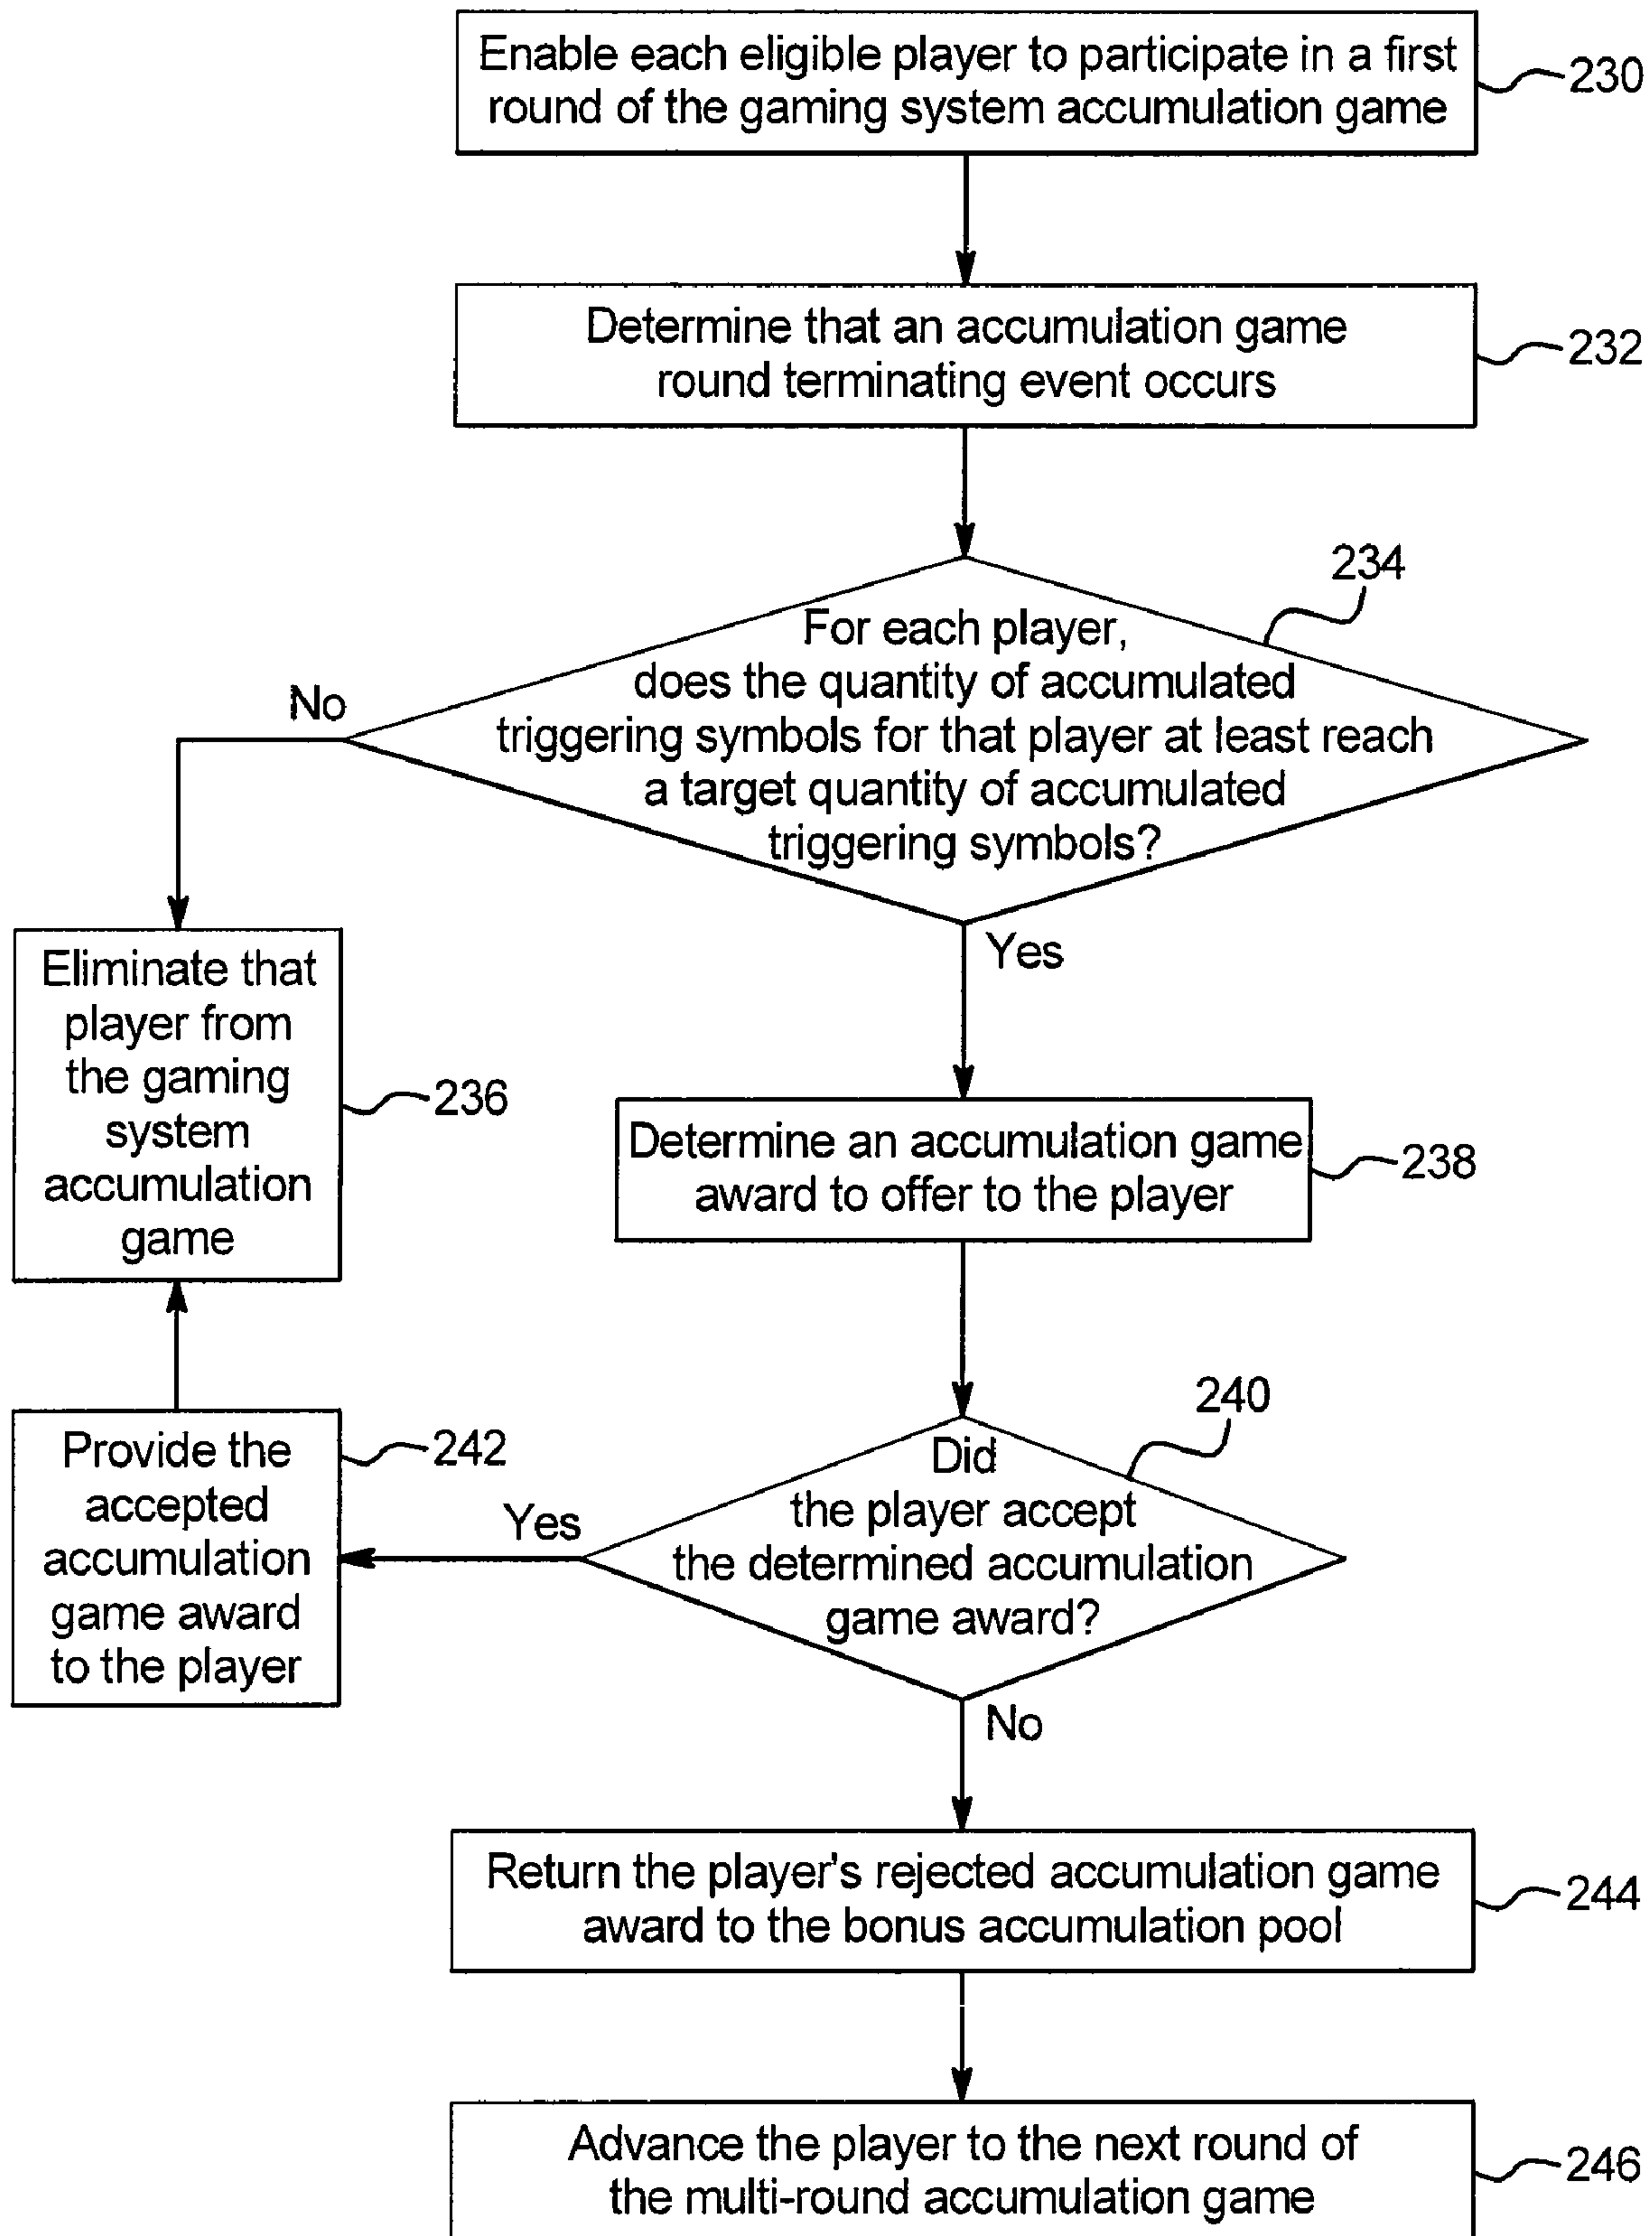 Enable each eligible player to participate in a first
round of the gaming system accumulation game
230
Determine that an accumulation game
round terminating event occurs
232
234
For each player,
does the quantity of accumulated
triggering symbols for that player at least reach
a target quantity of accumulated
triggering symbols?
No
Yes
Eliminate that
player from
the gaming
system
accumulation
game
236
Determine an accumulation game
award to offer to the player
238
240
Did
the player accept
the determined accumulation
game award?
Yes
No
Provide the
accepted
accumulation
game award
to the player
242
Return the player's rejected accumulation game
award to the bonus accumulation pool
244
Advance the player to the next round of
the multi-round accumulation game
246